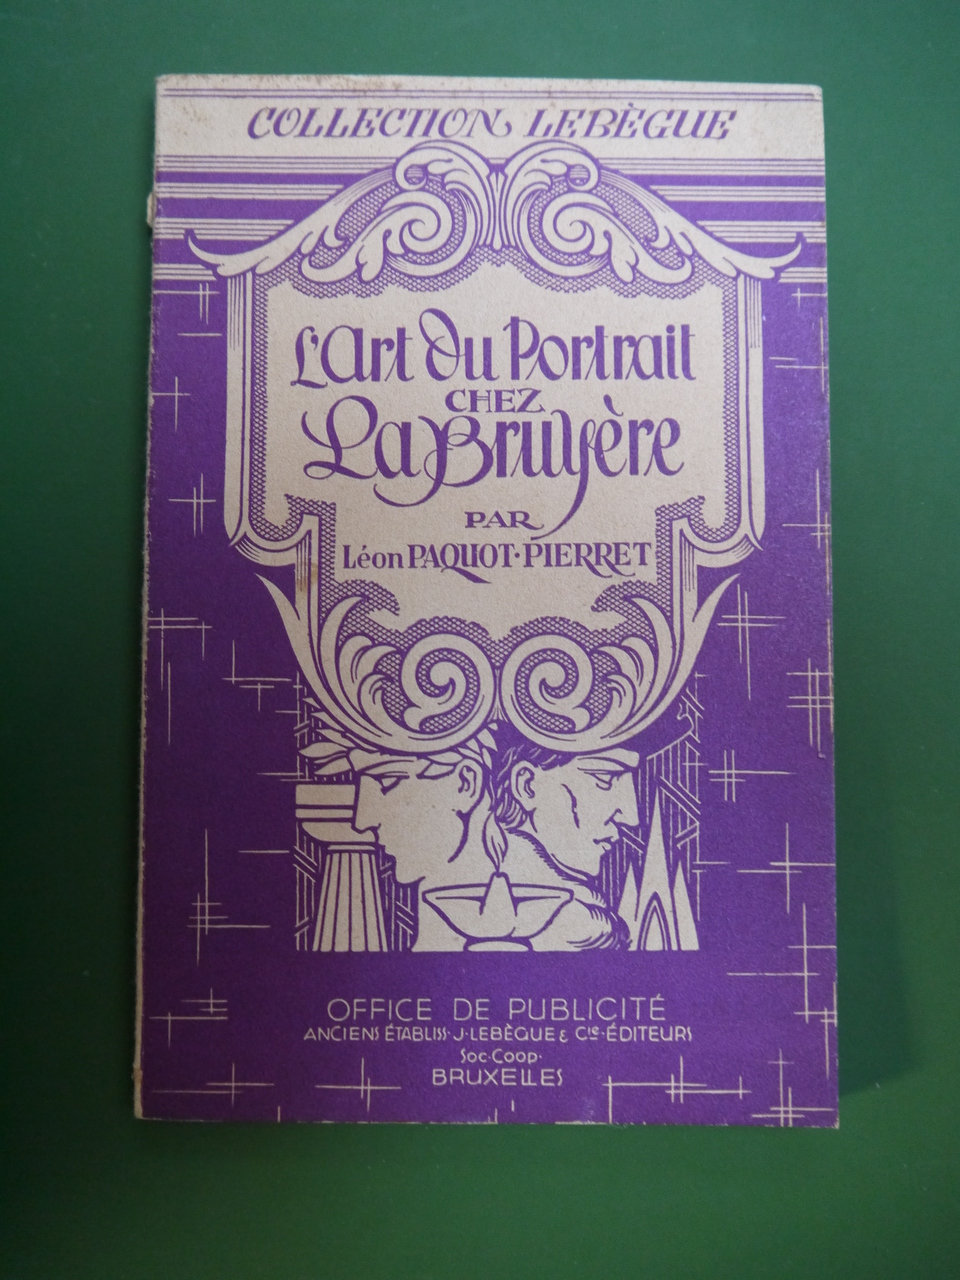 COLLECTION LEBÈGUE
L'Art du Portrait
CHEZ
La Bruyère
PAR
Léon PAQUOT·PIERRET
OFFICE DE PUBLICITÉ
ANCIENS ÉTABLISS·J·LEBÈGUE & Cie·ÉDITEURS
Soc·Coop·
BRUXELLES